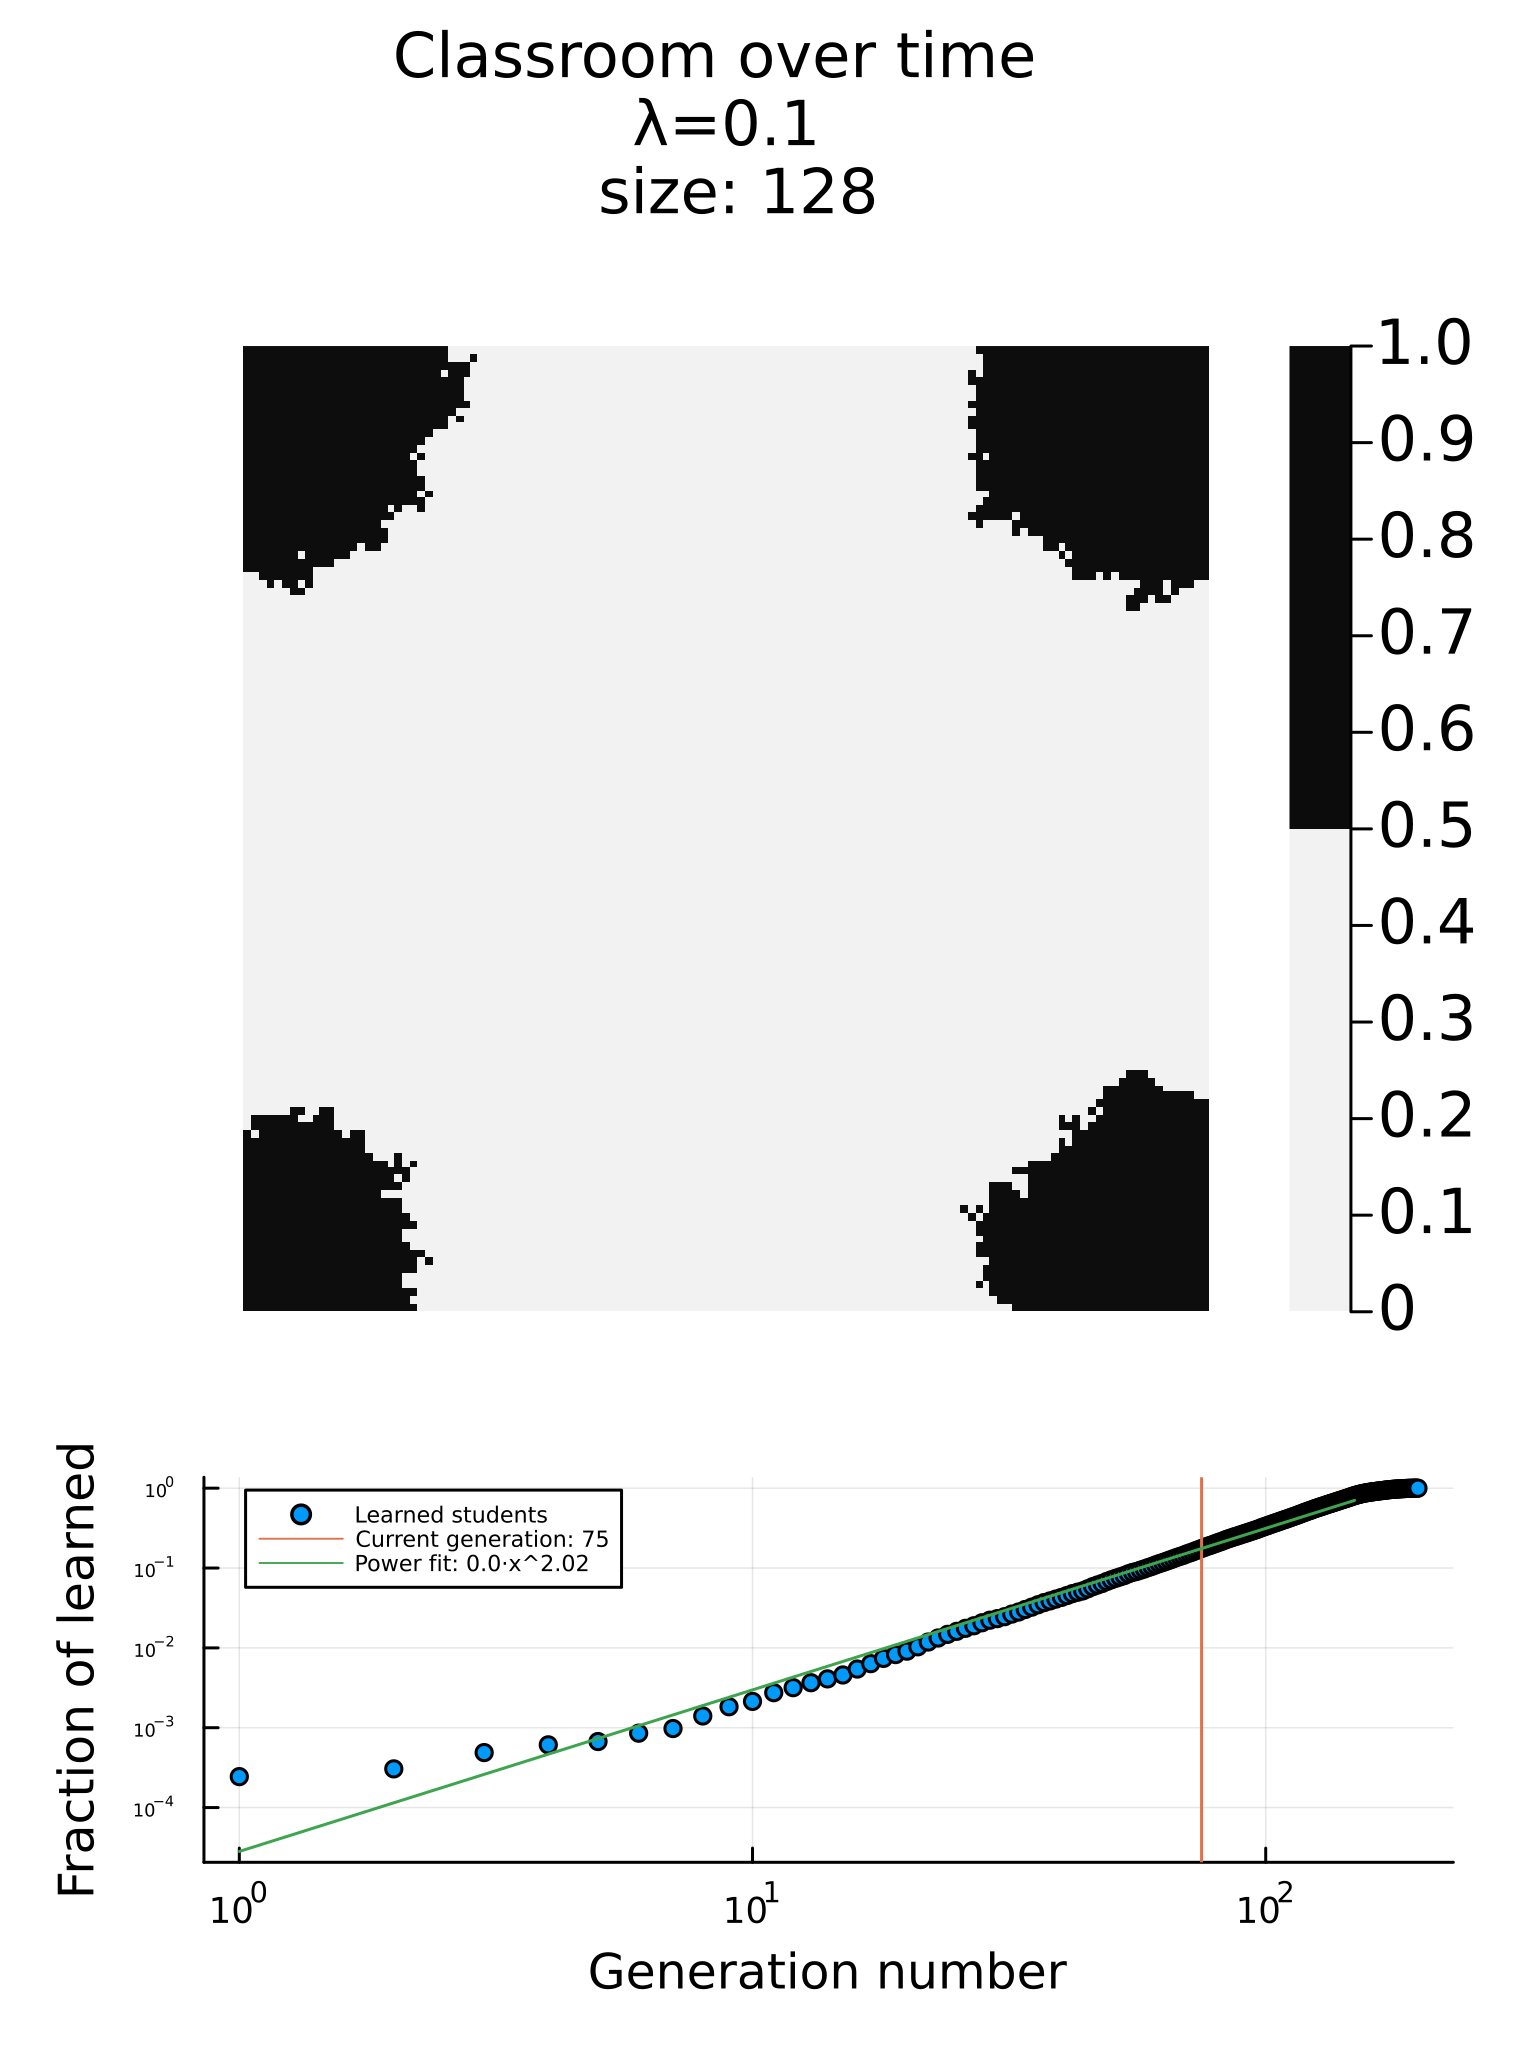 Classroom over time
λ=0.1
size: 128
1.0
0.9
0.8
0.7
0.6
0.5
0.4
0.3
0.2
0.1
0
Fraction of learned
10^0
10^-1
10^-2
10^-3
10^-4
Learned students
Current generation: 75
Power fit: 0.0·x^2.02
10^0 10^1 10^2
Generation number